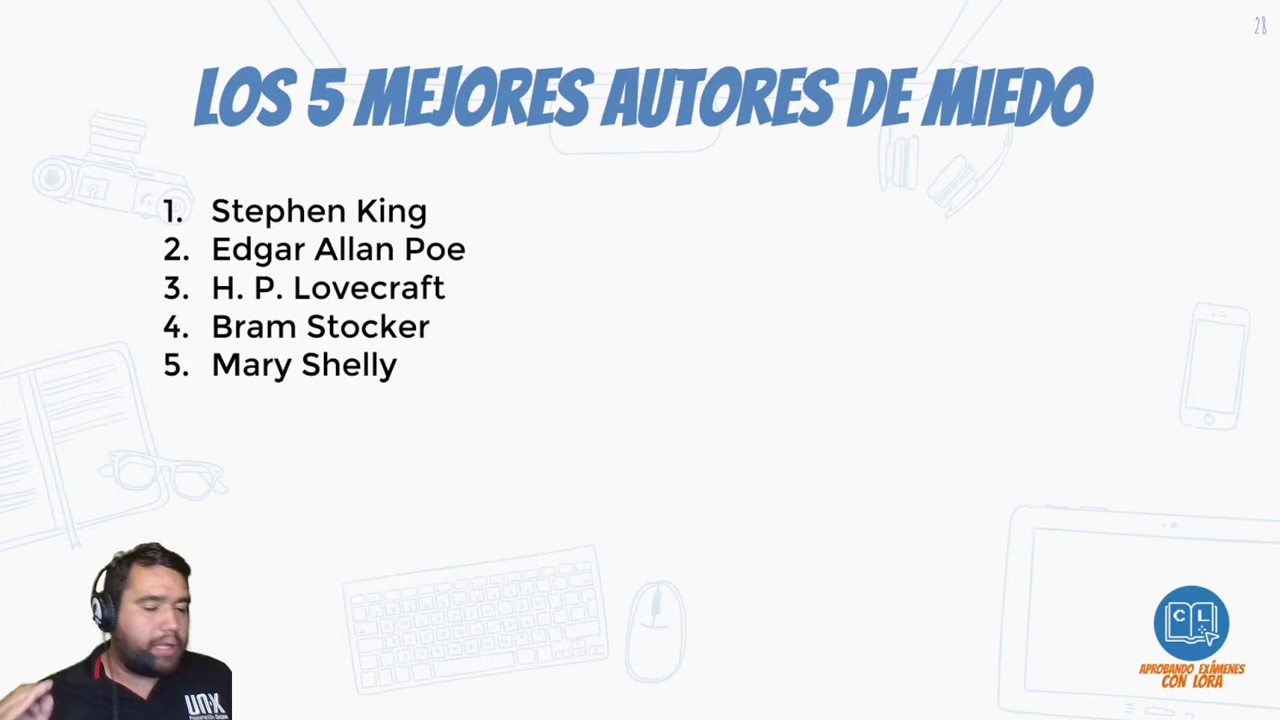 28
LOS 5 MEJORES AUTORES DE MIEDO
1. Stephen King
2. Edgar Allan Poe
3. H. P. Lovecraft
4. Bram Stocker
5. Mary Shelly
C L
APROBANDO EXÁMENES
CON LORA